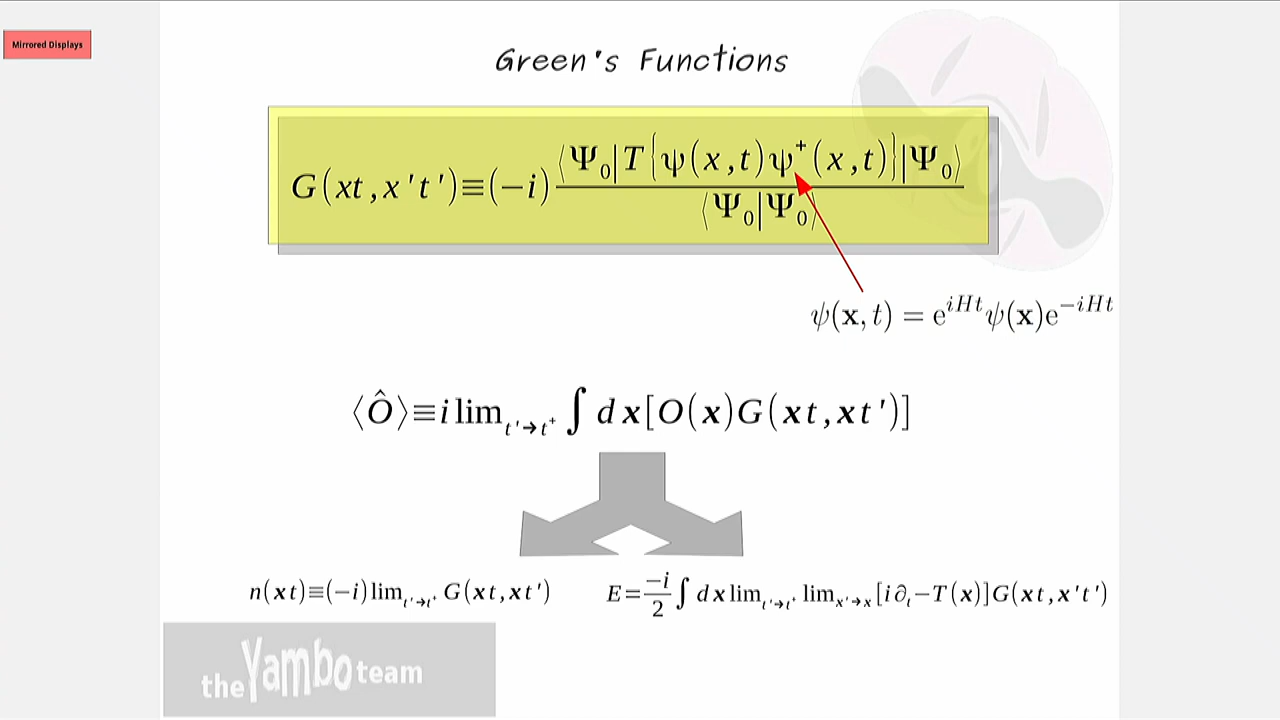 Mirrored Displays
Green's Functions
G(xt,x't')≡(−i) ⟨Ψ₀|T{ψ(x,t)ψ⁺(x,t)}|Ψ₀⟩ / ⟨Ψ₀|Ψ₀⟩
ψ(x,t) = e^{iHt}ψ(x)e^{−iHt}
⟨Ô⟩≡i lim_{t'→t⁺} ∫ dx[O(x)G(xt,xt')]
n(xt)≡(−i)lim_{t'→t⁺} G(xt,xt')
E=−i/2 ∫ dx lim_{t'→t⁺} lim_{x'→x} [i∂_t−T(x)]G(xt,x't')
the Yambo team